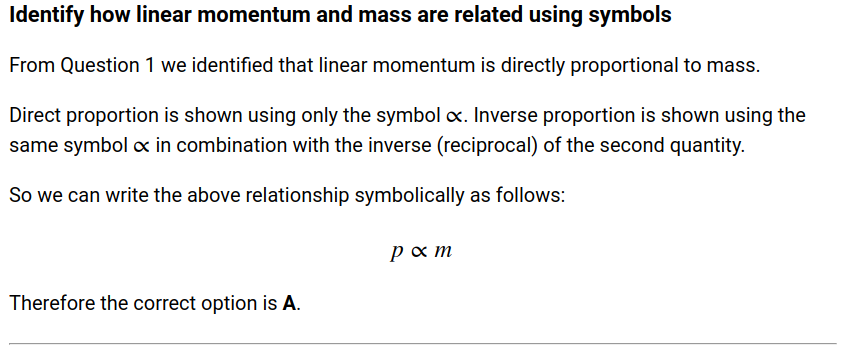 Identify how linear momentum and mass are related using symbols
From Question 1 we identified that linear momentum is directly proportional to mass.
Direct proportion is shown using only the symbol ∝. Inverse proportion is shown using the
same symbol ∝ in combination with the inverse (reciprocal) of the second quantity.
So we can write the above relationship symbolically as follows:
p ∝ m
Therefore the correct option is A.